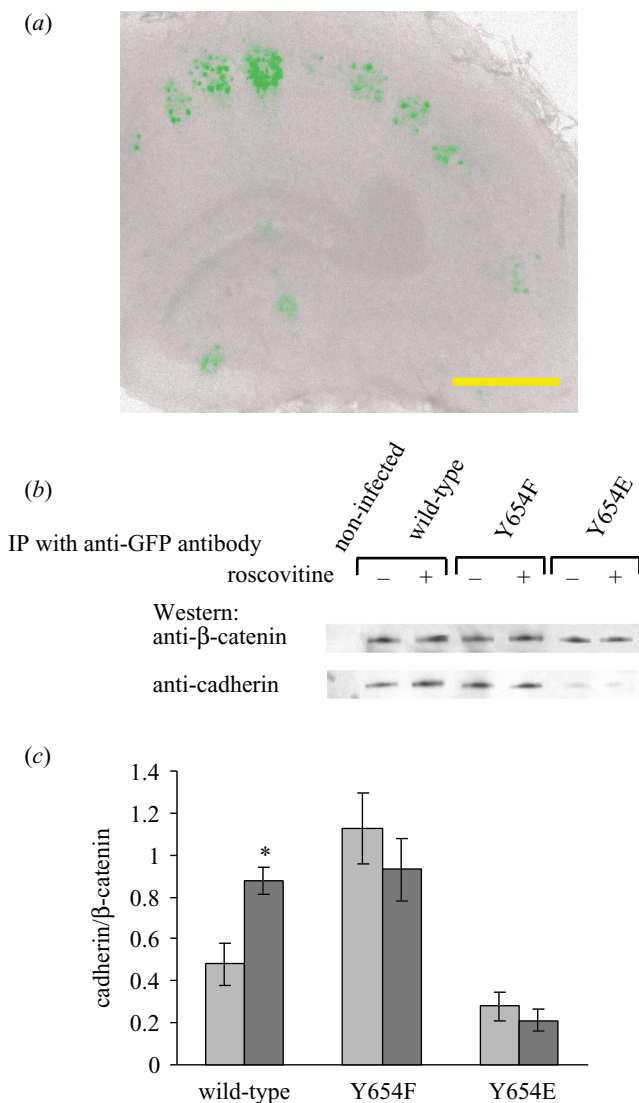 (a)
(b)
non-infected
wild-type
Y654F
Y654E
IP with anti-GFP antibody
roscovitine – + – + – +
Western:
anti-β-catenin
anti-cadherin
(c)
cadherin/β-catenin
1.4
1.2
1
0.8
0.6
0.4
0.2
0
*
wild-type Y654F Y654E